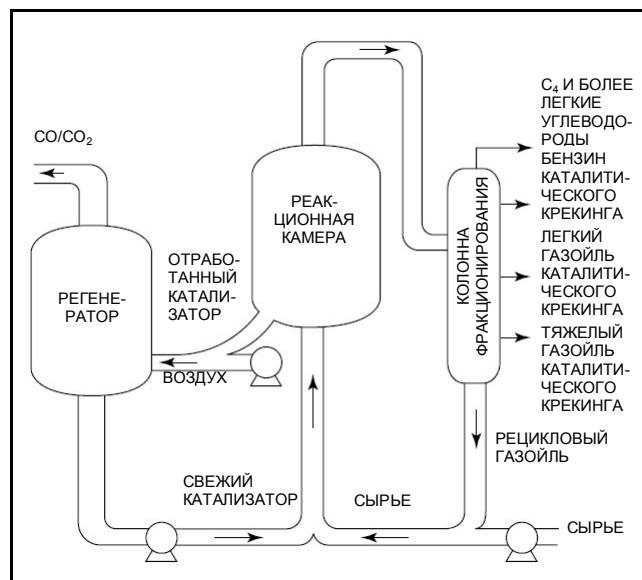 CO/CO₂
РЕГЕНЕ-
РАТОР
ОТРАБО-
ТАННЫЙ
КАТАЛИ-
ЗАТОР
ВОЗДУХ
РЕАК-
ЦИОННАЯ
КАМЕРА
КОЛОННА
ФРАКЦИОНИРОВАНИЯ
C₄ И БОЛЕЕ
ЛЕГКИЕ
УГЛЕВОДО-
РОДЫ
БЕНЗИН
КАТАЛИТИ-
ЧЕСКОГО
КРЕКИНГА
ЛЕГКИЙ
ГАЗОЙЛЬ
КАТАЛИТИ-
ЧЕСКОГО
КРЕКИНГА
ТЯЖЕЛЫЙ
ГАЗОЙЛЬ
КАТАЛИТИ-
ЧЕСКОГО
КРЕКИНГА
РЕЦИКЛОВЫЙ
ГАЗОЙЛЬ
СВЕЖИЙ
КАТАЛИЗАТОР
СЫРЬЕ
СЫРЬЕ